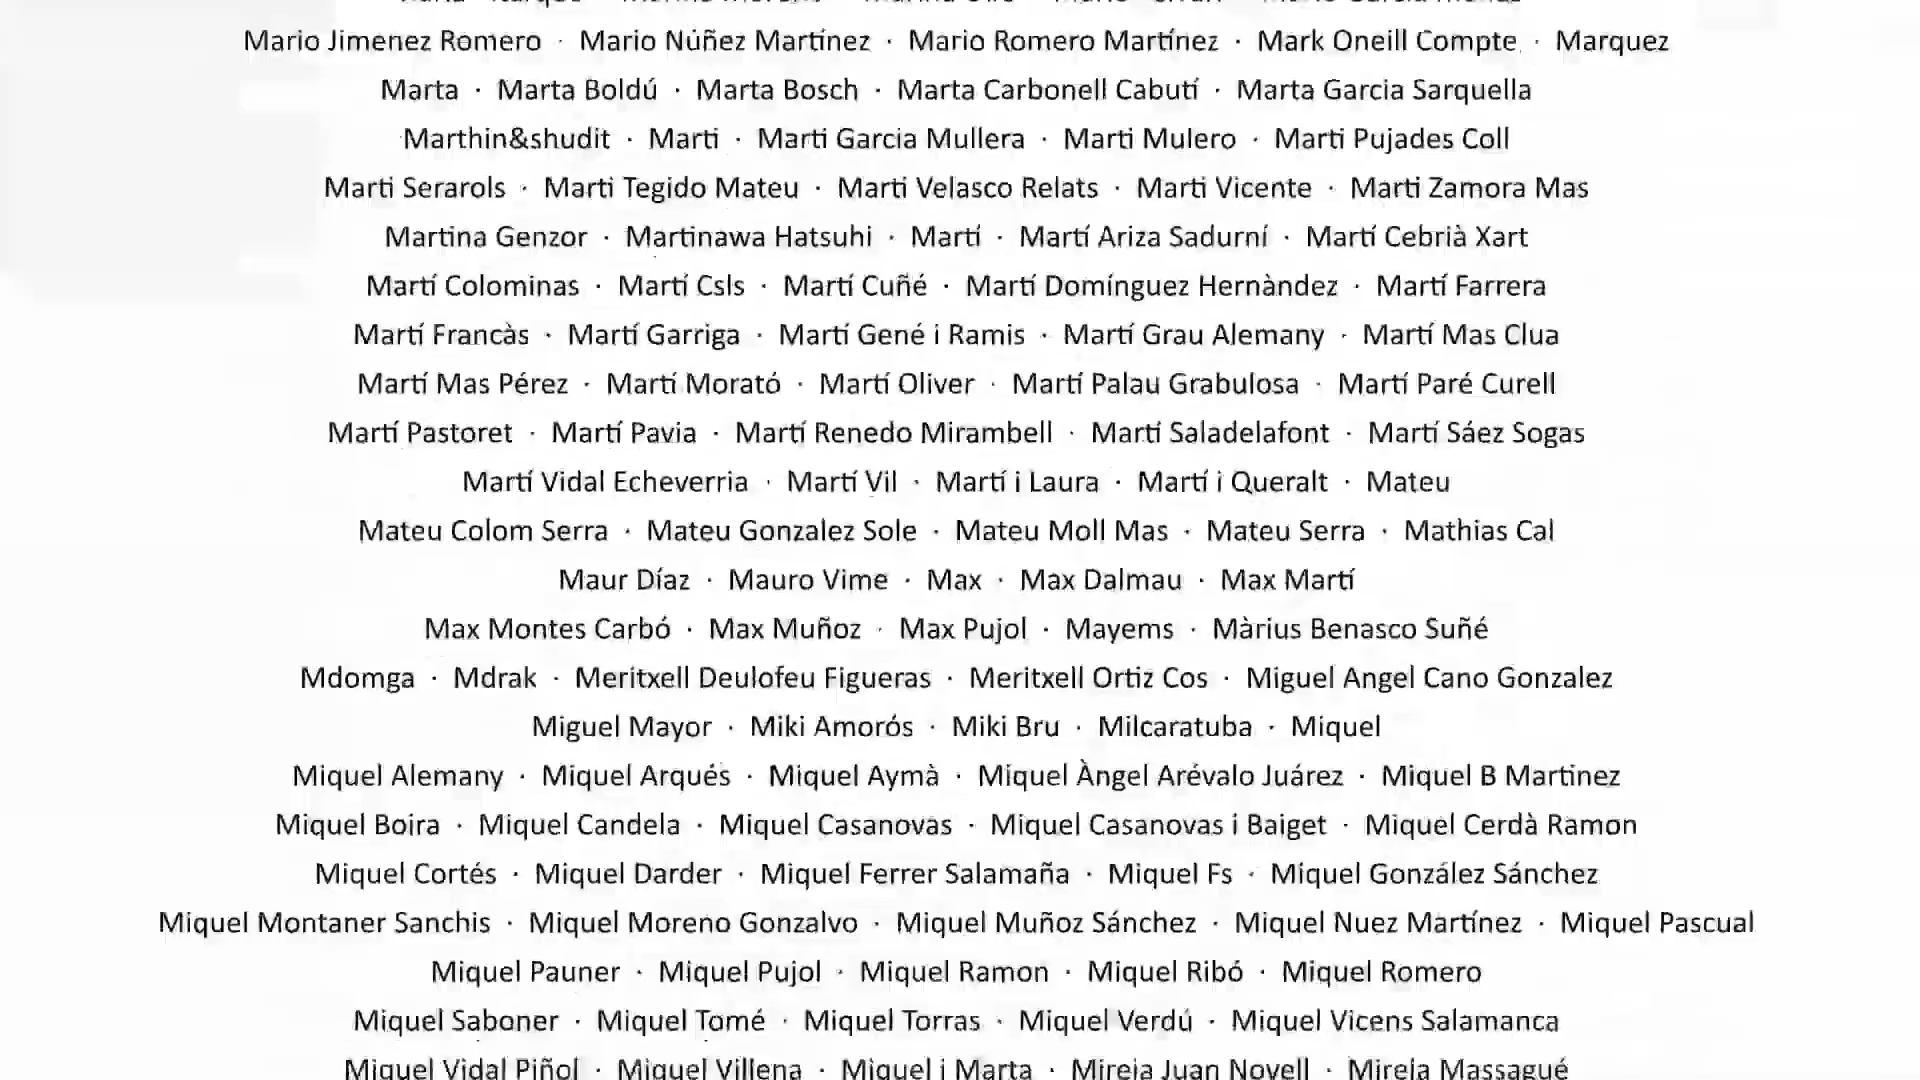 Mario Jimenez Romero · Mario Núñez Martínez · Mario Romero Martínez · Mark Oneill Compte · Marquez
Marta · Marta Boldú · Marta Bosch · Marta Carbonell Cabutí · Marta Garcia Sarquella
Marthin&shudit · Marti · Marti Garcia Mullera · Marti Mulero · Marti Pujades Coll
Marti Serarols · Marti Tegido Mateu · Marti Velasco Relats · Marti Vicente · Marti Zamora Mas
Martina Genzor · Martinawa Hatsuhi · Martí · Martí Ariza Sadurní · Martí Cebrià Xart
Martí Colominas · Martí Csls · Martí Cuñé · Martí Domínguez Hernàndez · Martí Farrera
Martí Francàs · Martí Garriga · Martí Gené i Ramis · Martí Grau Alemany · Martí Mas Clua
Martí Mas Pérez · Martí Morató · Martí Oliver · Martí Palau Grabulosa · Martí Paré Curell
Martí Pastoret · Martí Pavia · Martí Renedo Mirambell · Martí Saladelafont · Martí Sáez Sogas
Martí Vidal Echeverria · Martí Vil · Martí i Laura · Martí i Queralt · Mateu
Mateu Colom Serra · Mateu Gonzalez Sole · Mateu Moll Mas · Mateu Serra · Mathias Cal
Maur Díaz · Mauro Vime · Max · Max Dalmau · Max Martí
Max Montes Carbó · Max Muñoz · Max Pujol · Mayems · Màrius Benasco Suñé
Mdomga · Mdrak · Meritxell Deulofeu Figueras · Meritxell Ortiz Cos · Miguel Angel Cano Gonzalez
Miguel Mayor · Miki Amorós · Miki Bru · Milcaratuba · Miquel
Miquel Alemany · Miquel Arqués · Miquel Aymà · Miquel Àngel Arévalo Juárez · Miquel B Martinez
Miquel Boira · Miquel Candela · Miquel Casanovas · Miquel Casanovas i Baiget · Miquel Cerdà Ramon
Miquel Cortés · Miquel Darder · Miquel Ferrer Salamaña · Miquel Fs · Miquel González Sánchez
Miquel Montaner Sanchis · Miquel Moreno Gonzalvo · Miquel Muñoz Sánchez · Miquel Nuez Martínez · Miquel Pascual
Miquel Pauner · Miquel Pujol · Miquel Ramon · Miquel Ribó · Miquel Romero
Miquel Saboner · Miquel Tomé · Miquel Torras · Miquel Verdú · Miquel Vicens Salamanca
Miquel Vidal Piñol · Miquel Villena · Miquel i Marta · Mireia Juan Novell · Mireia Massagué